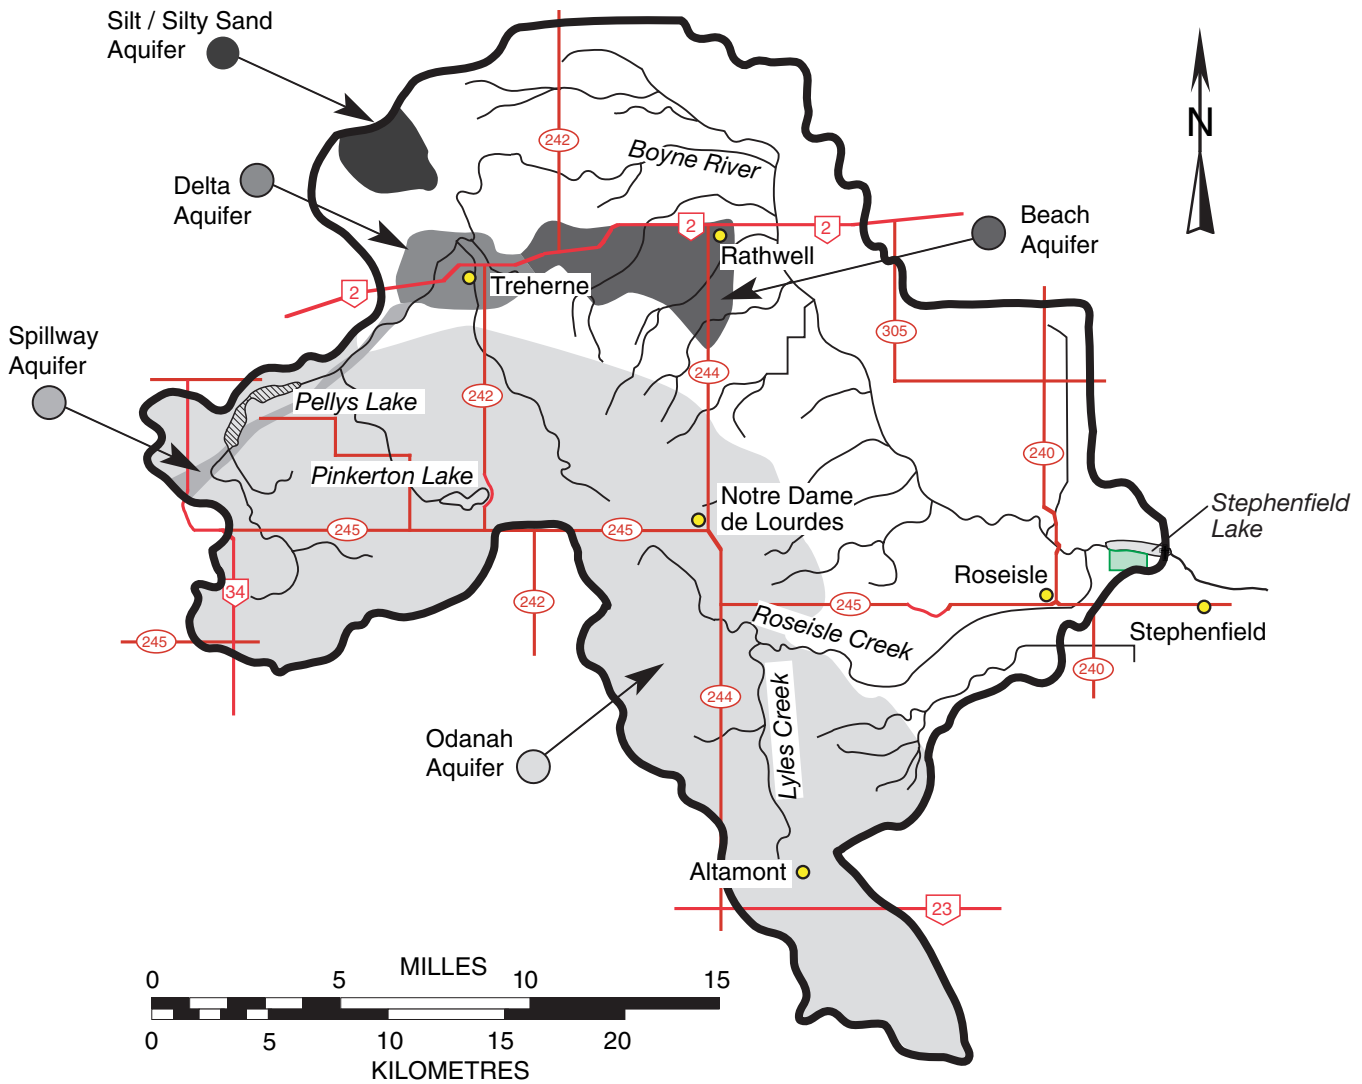 Silt / Silty Sand
Aquifer
242
Boyne River
N
Delta
Aquifer
Beach
Aquifer
2
2
Rathwell
Treherne
2
Spillway
Aquifer
305
244
242
Pellys Lake
240
Pinkerton Lake
Notre Dame
de Lourdes
Stephenfield
Lake
245
245
Roseisle
34
242
245
Roseisle Creek
Stephenfield
245
240
Lyles Creek
244
Odanah
Aquifer
Altamont
23
MILLES
0 5 10 15
0 5 10 15 20
KILOMETRES